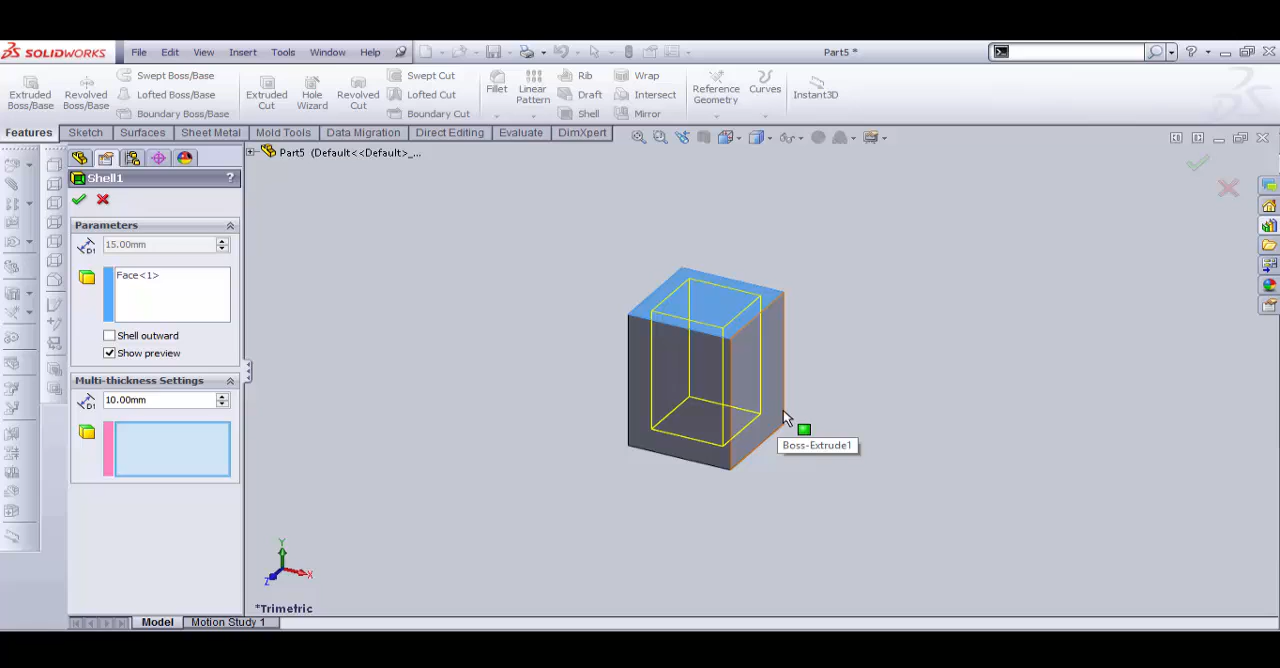 SOLIDWORKS File Edit View Insert Tools Window Help Part5 *
Extruded Boss/Base
Revolved Boss/Base
Swept Boss/Base
Lofted Boss/Base
Boundary Boss/Base
Extruded Cut
Hole Wizard
Revolved Cut
Swept Cut
Lofted Cut
Boundary Cut
Fillet
Linear Pattern
Rib
Draft
Shell
Wrap
Intersect
Mirror
Reference Geometry
Curves
Instant3D
Features Sketch Surfaces Sheet Metal Mold Tools Data Migration Direct Editing Evaluate DimXpert
Part5 (Default<<Default>_...
Shell1 ?
Parameters
D1 15.00mm
Face<1>
Shell outward
Show preview
Multi-thickness Settings
D1 10.00mm
Boss-Extrude1
Y
X
Z
*Trimetric
Model Motion Study 1